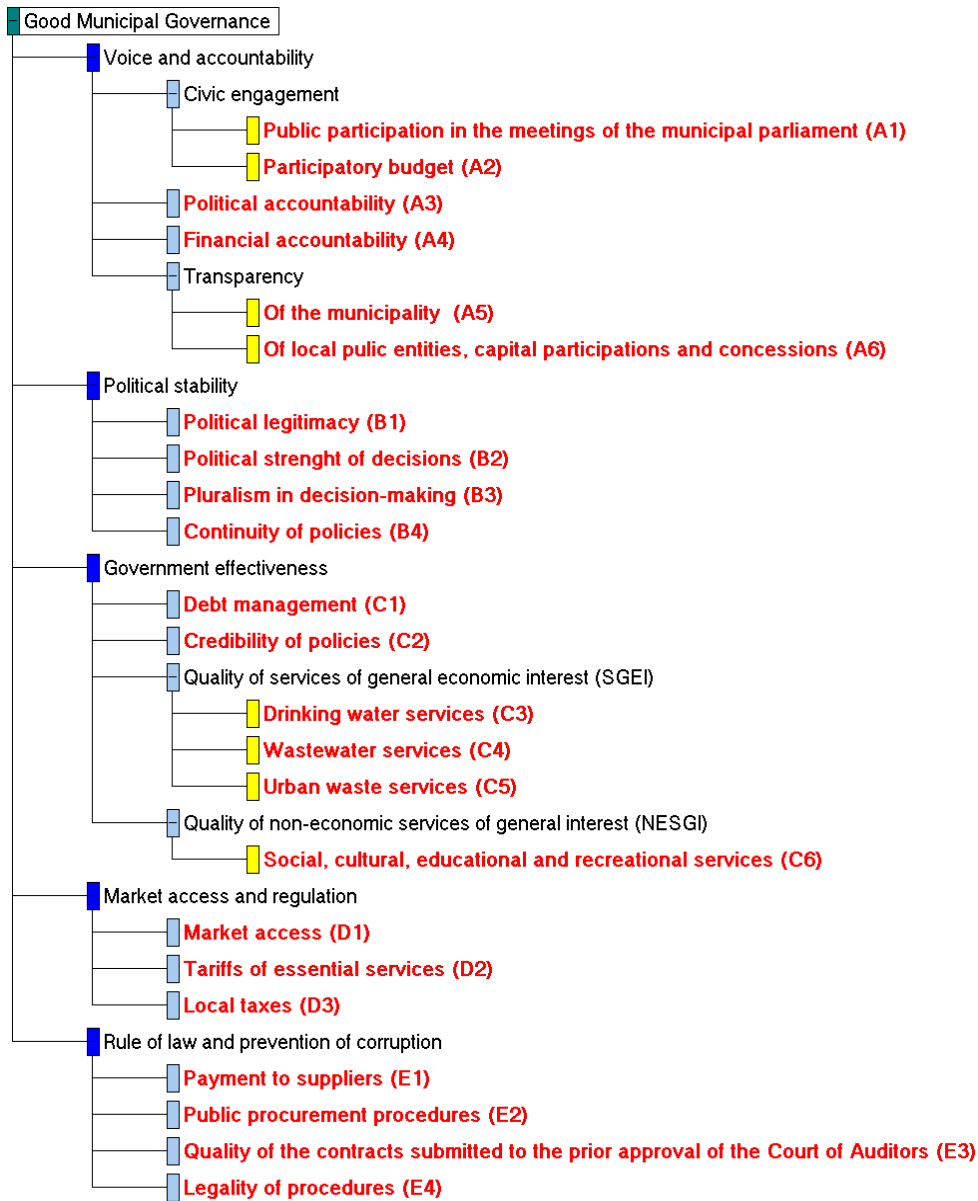 Good Municipal Governance
Voice and accountability
Civic engagement
Public participation in the meetings of the municipal parliament (A1)
Participatory budget (A2)
Political accountability (A3)
Financial accountability (A4)
Transparency
Of the municipality (A5)
Of local pulic entities, capital participations and concessions (A6)
Political stability
Political legitimacy (B1)
Political strenght of decisions (B2)
Pluralism in decision-making (B3)
Continuity of policies (B4)
Government effectiveness
Debt management (C1)
Credibility of policies (C2)
Quality of services of general economic interest (SGEI)
Drinking water services (C3)
Wastewater services (C4)
Urban waste services (C5)
Quality of non-economic services of general interest (NESGI)
Social, cultural, educational and recreational services (C6)
Market access and regulation
Market access (D1)
Tariffs of essential services (D2)
Local taxes (D3)
Rule of law and prevention of corruption
Payment to suppliers (E1)
Public procurement procedures (E2)
Quality of the contracts submitted to the prior approval of the Court of Auditors (E3)
Legality of procedures (E4)